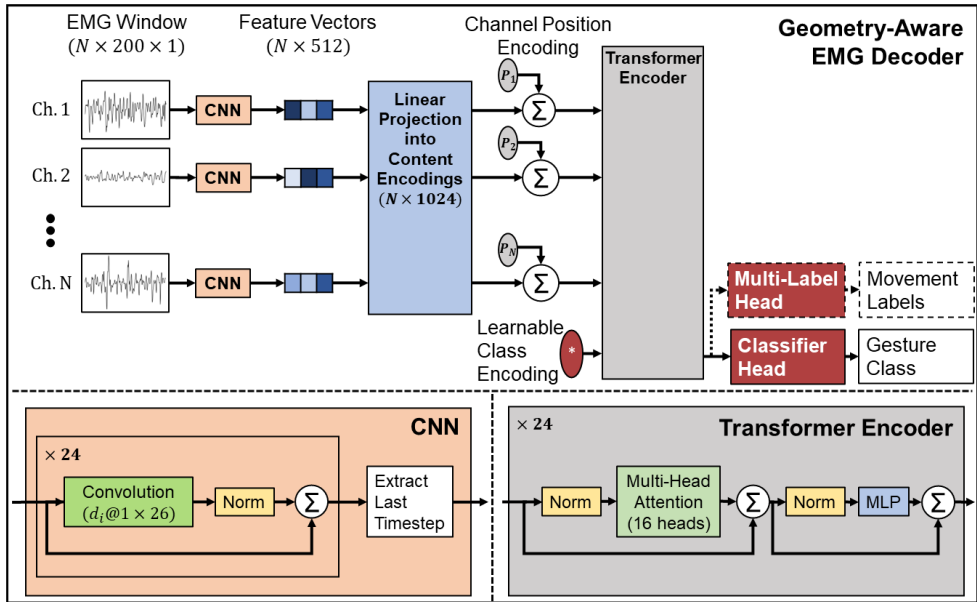 EMG Window
(N × 200 × 1)
Feature Vectors
(N × 512)
Channel Position
Encoding
Geometry-Aware
EMG Decoder
Transformer
Encoder
Ch. 1
CNN
Ch. 2
CNN
Ch. N
CNN
Linear
Projection
into
Content
Encodings
(N × 1024)
P₁
Σ
P₂
Σ
P_N
Σ
Learnable
Class
Encoding
*
Multi-Label
Head
Movement
Labels
Classifier
Head
Gesture
Class
CNN
× 24
Convolution
(dᵢ@1 × 26)
Norm
Σ
Extract
Last
Timestep
Transformer Encoder
× 24
Norm
Multi-Head
Attention
(16 heads)
Σ
Norm
MLP
Σ